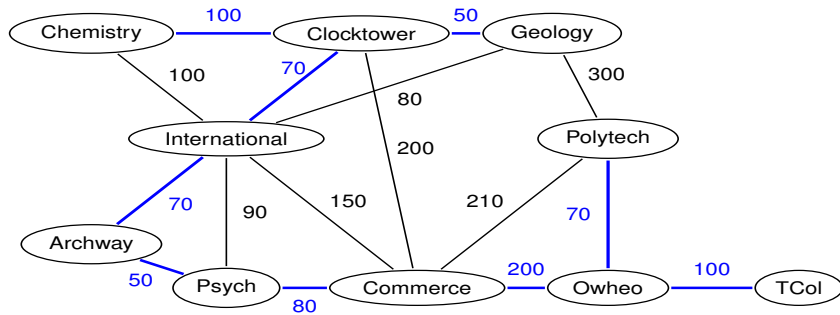 100
50
Chemistry
Clocktower
Geology
100
70
80
300
International
200
Polytech
70
90
150
210
70
Archway
50
Psych
80
Commerce
200
Owheo
100
TCol